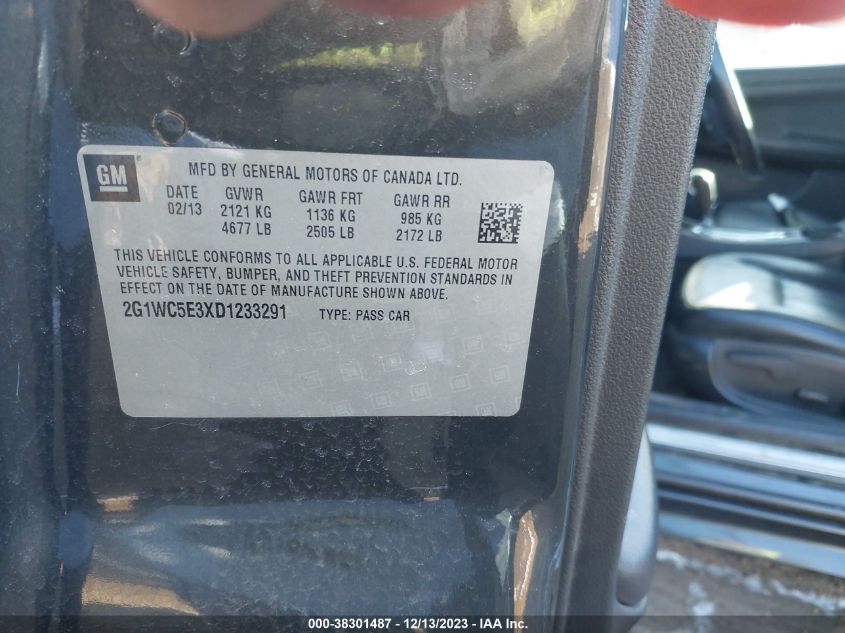 GM
MFD BY GENERAL MOTORS OF CANADA LTD.
DATE GVWR GAWR FRT GAWR RR
02/13 2121 KG 1136 KG 985 KG
4677 LB 2505 LB 2172 LB
THIS VEHICLE CONFORMS TO ALL APPLICABLE U.S. FEDERAL MOTOR
VEHICLE SAFETY, BUMPER, AND THEFT PREVENTION STANDARDS IN
EFFECT ON THE DATE OF MANUFACTURE SHOWN ABOVE.
2G1WC5E3XD1233291 TYPE: PASS CAR
000-38301487 - 12/13/2023 - IAA Inc.